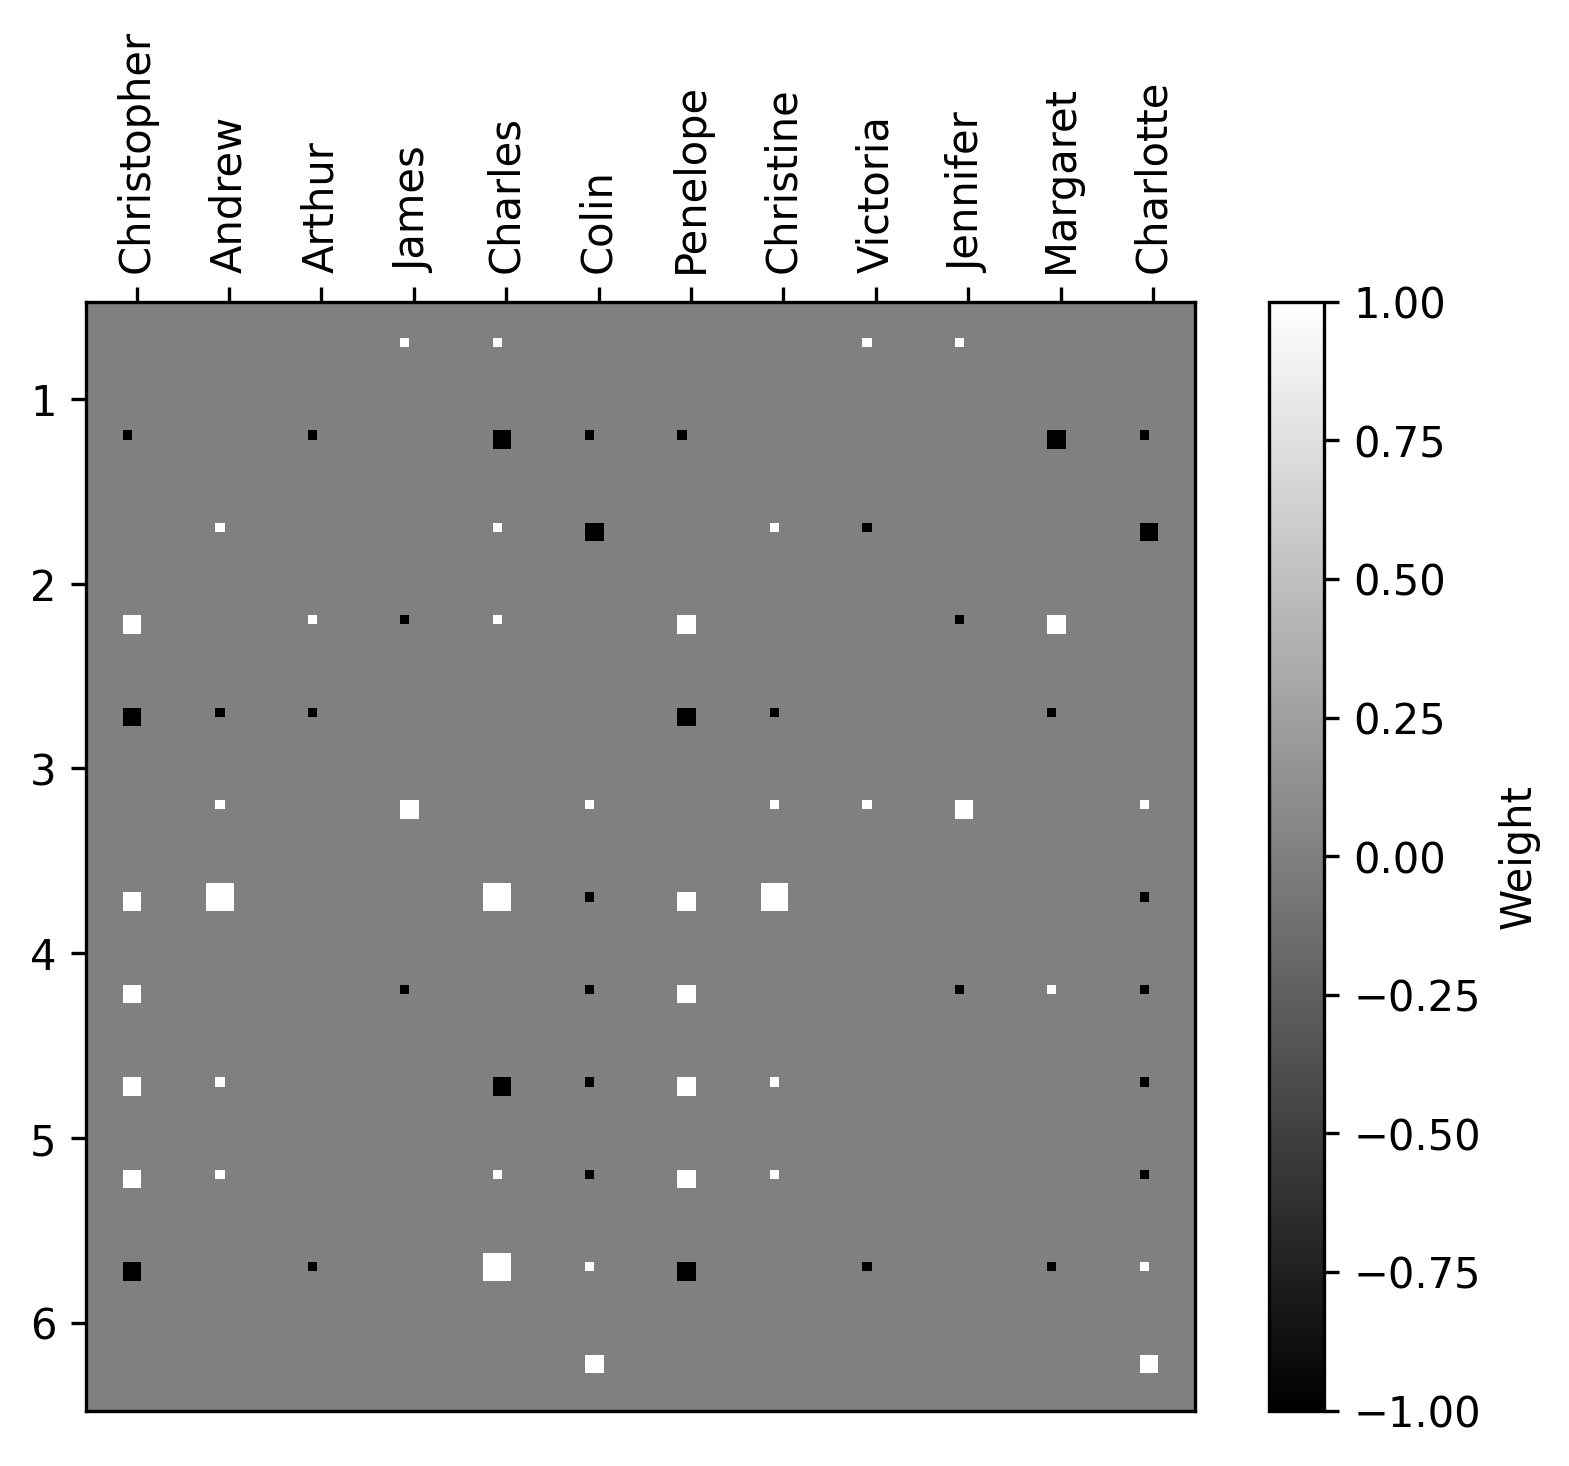 Christopher
Andrew
Arthur
James
Charles
Colin
Penelope
Christine
Victoria
Jennifer
Margaret
Charlotte
1
2
3
4
5
6
1.00
0.75
0.50
0.25
0.00
−0.25
−0.50
−0.75
−1.00
Weight